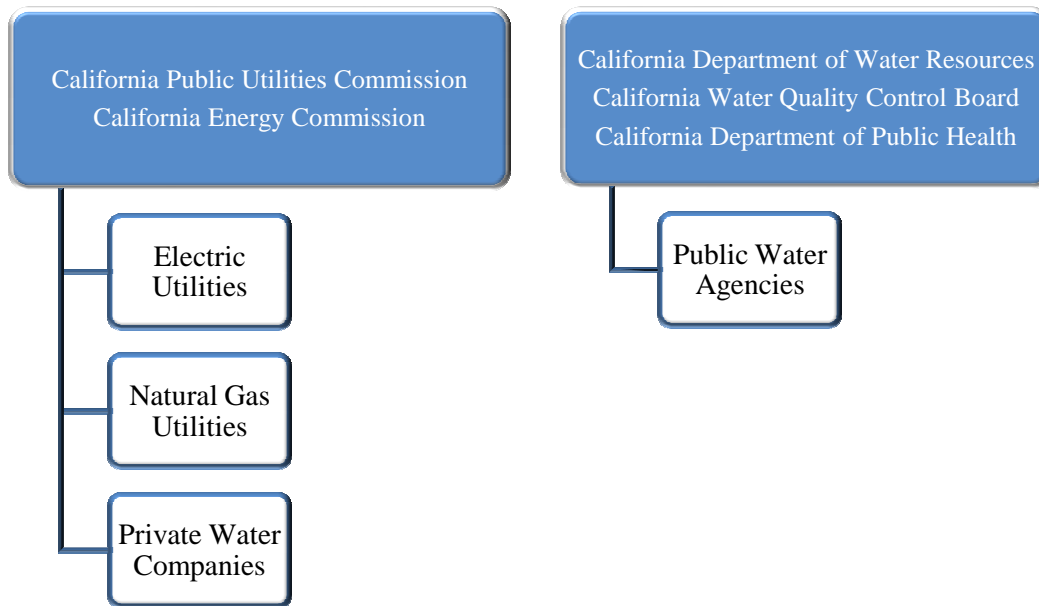 California Public Utilities Commission
California Energy Commission
Electric
Utilities
Natural Gas
Utilities
Private Water
Companies
California Department of Water Resources
California Water Quality Control Board
California Department of Public Health
Public Water
Agencies